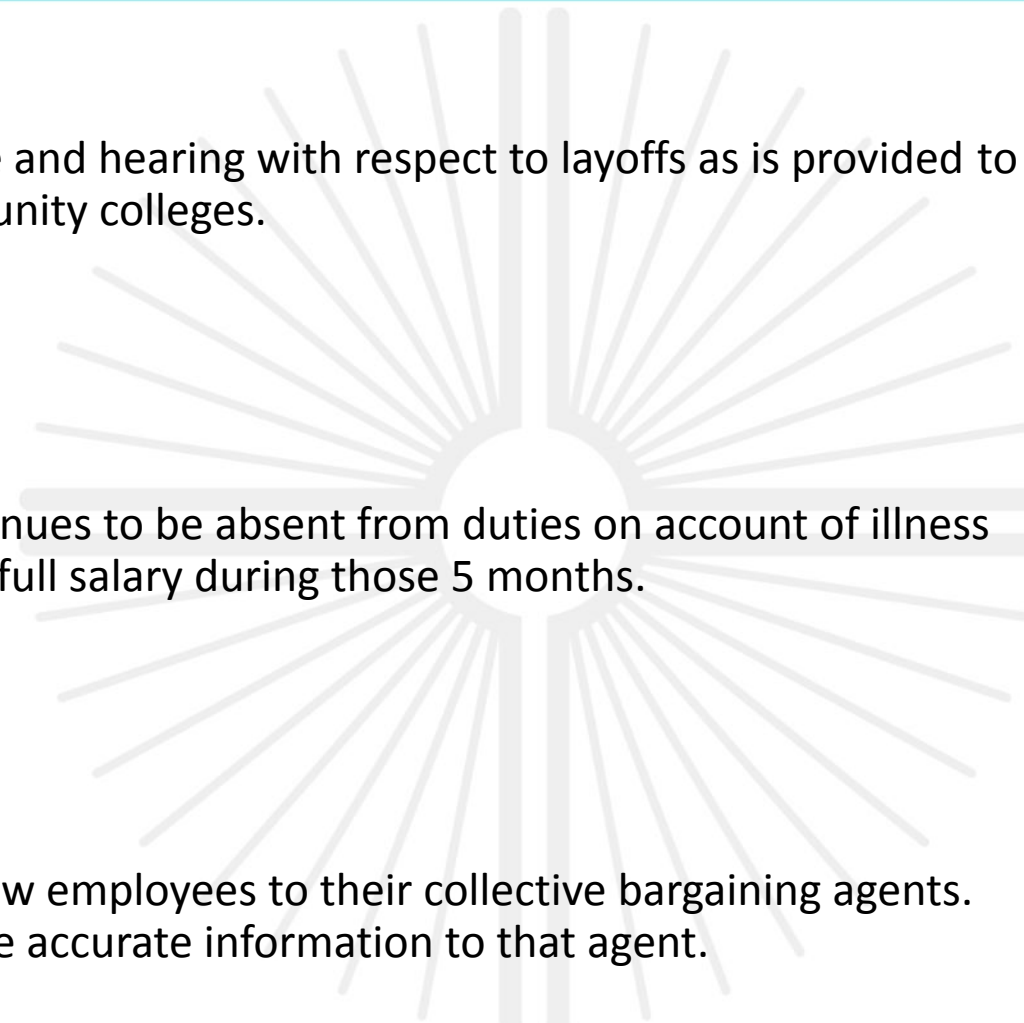 and hearing with respect to layoffs as is provided to
unity colleges.
nues to be absent from duties on account of illness
full salary during those 5 months.
w employees to their collective bargaining agents.
e accurate information to that agent.